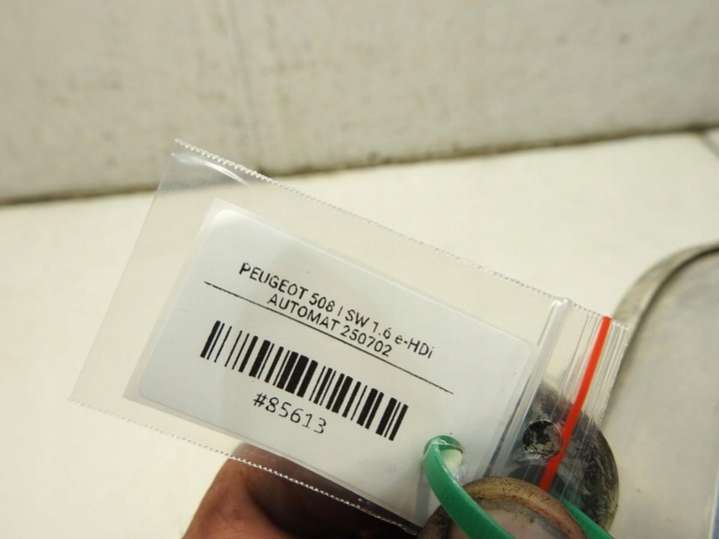 PEUGEOT 508 I SW 1.6 e-HDi
AUTOMAT 250702
#85613